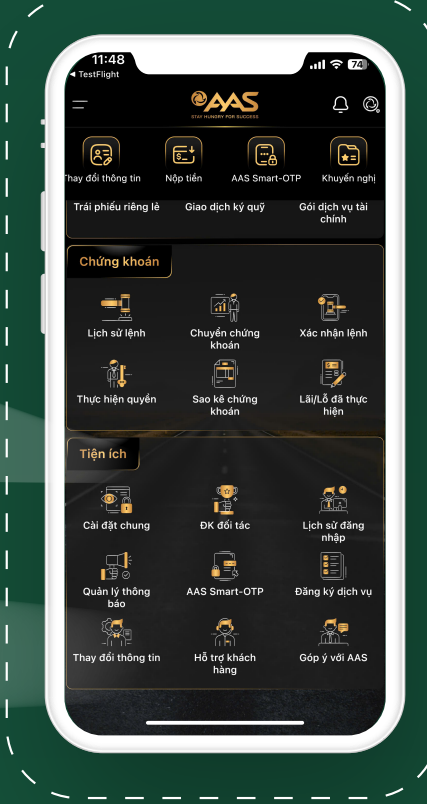 11:48
74
◀ TestFlight
AAS
STAY HUNGRY FOR SUCCESS
Thay đổi thông tin
Nộp tiền
AAS Smart-OTP
Khuyến nghị
Trái phiếu riêng lẻ
Giao dịch ký quỹ
Gói dịch vụ tài
chính
Chứng khoán
Lịch sử lệnh
Chuyển chứng
khoán
Xác nhận lệnh
Thực hiện quyền
Sao kê chứng
khoán
Lãi/Lỗ đã thực
hiện
Tiện ích
Cài đặt chung
ĐK đối tác
Lịch sử đăng
nhập
Quản lý thông
báo
AAS Smart-OTP
Đăng ký dịch vụ
Thay đổi thông tin
Hỗ trợ khách
hàng
Góp ý với AAS